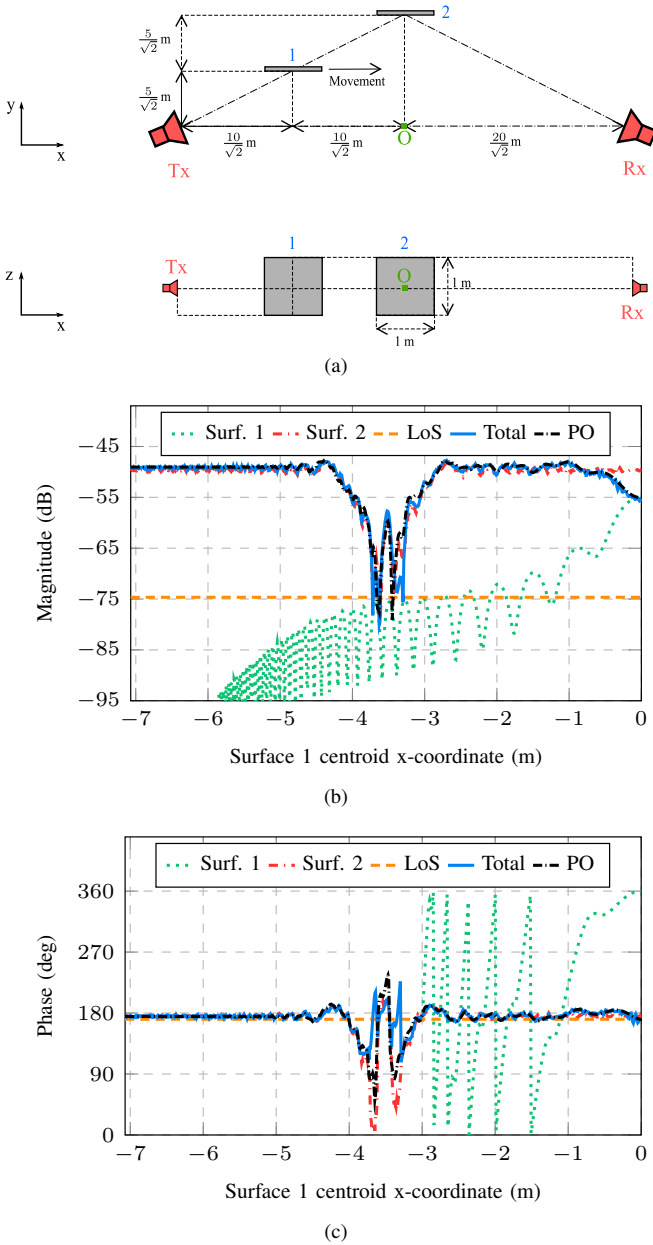 2
5/√2 m
1
5/√2 m
Movement
y
x
10/√2 m
10/√2 m
20/√2 m
O
Tx
Rx
1
2
z
Tx
O
1 m
x
Rx
1 m
(a)
Surf. 1 Surf. 2 LoS Total PO
−45
−55
−65
−75
−85
−95
Magnitude (dB)
−7 −6 −5 −4 −3 −2 −1 0
Surface 1 centroid x-coordinate (m)
(b)
Surf. 1 Surf. 2 LoS Total PO
360
270
180
90
0
Phase (deg)
−7 −6 −5 −4 −3 −2 −1 0
Surface 1 centroid x-coordinate (m)
(c)